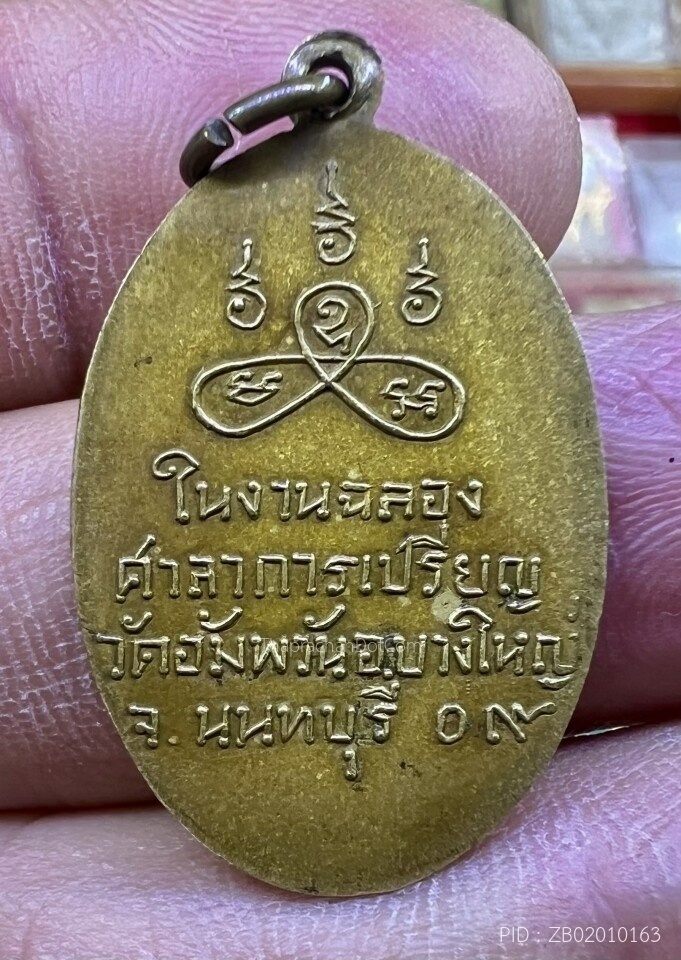 ในงานฉลอง
ศาลาการเปรียญ
วัดอัมพวันอ.บางใหญ่
ThaprachanDotCom
จ. นนทบุรี ๐๙
PID : ZB02010163